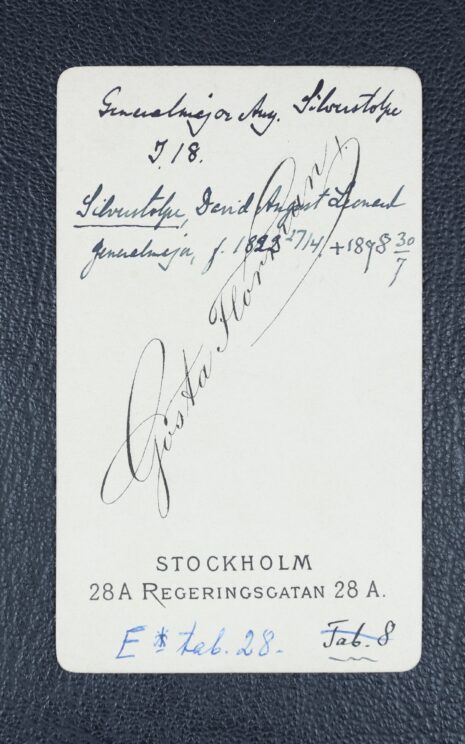 Generalmajor Aug. Silverstolpe
I. 18.
Silverstolpe, David August Leonard
generalmajor, f. 1823 27/4, +1898 30/7
Gösta Florman
STOCKHOLM
28A REGERINGSGATAN 28 A.
E* tab. 28. Tab. 8